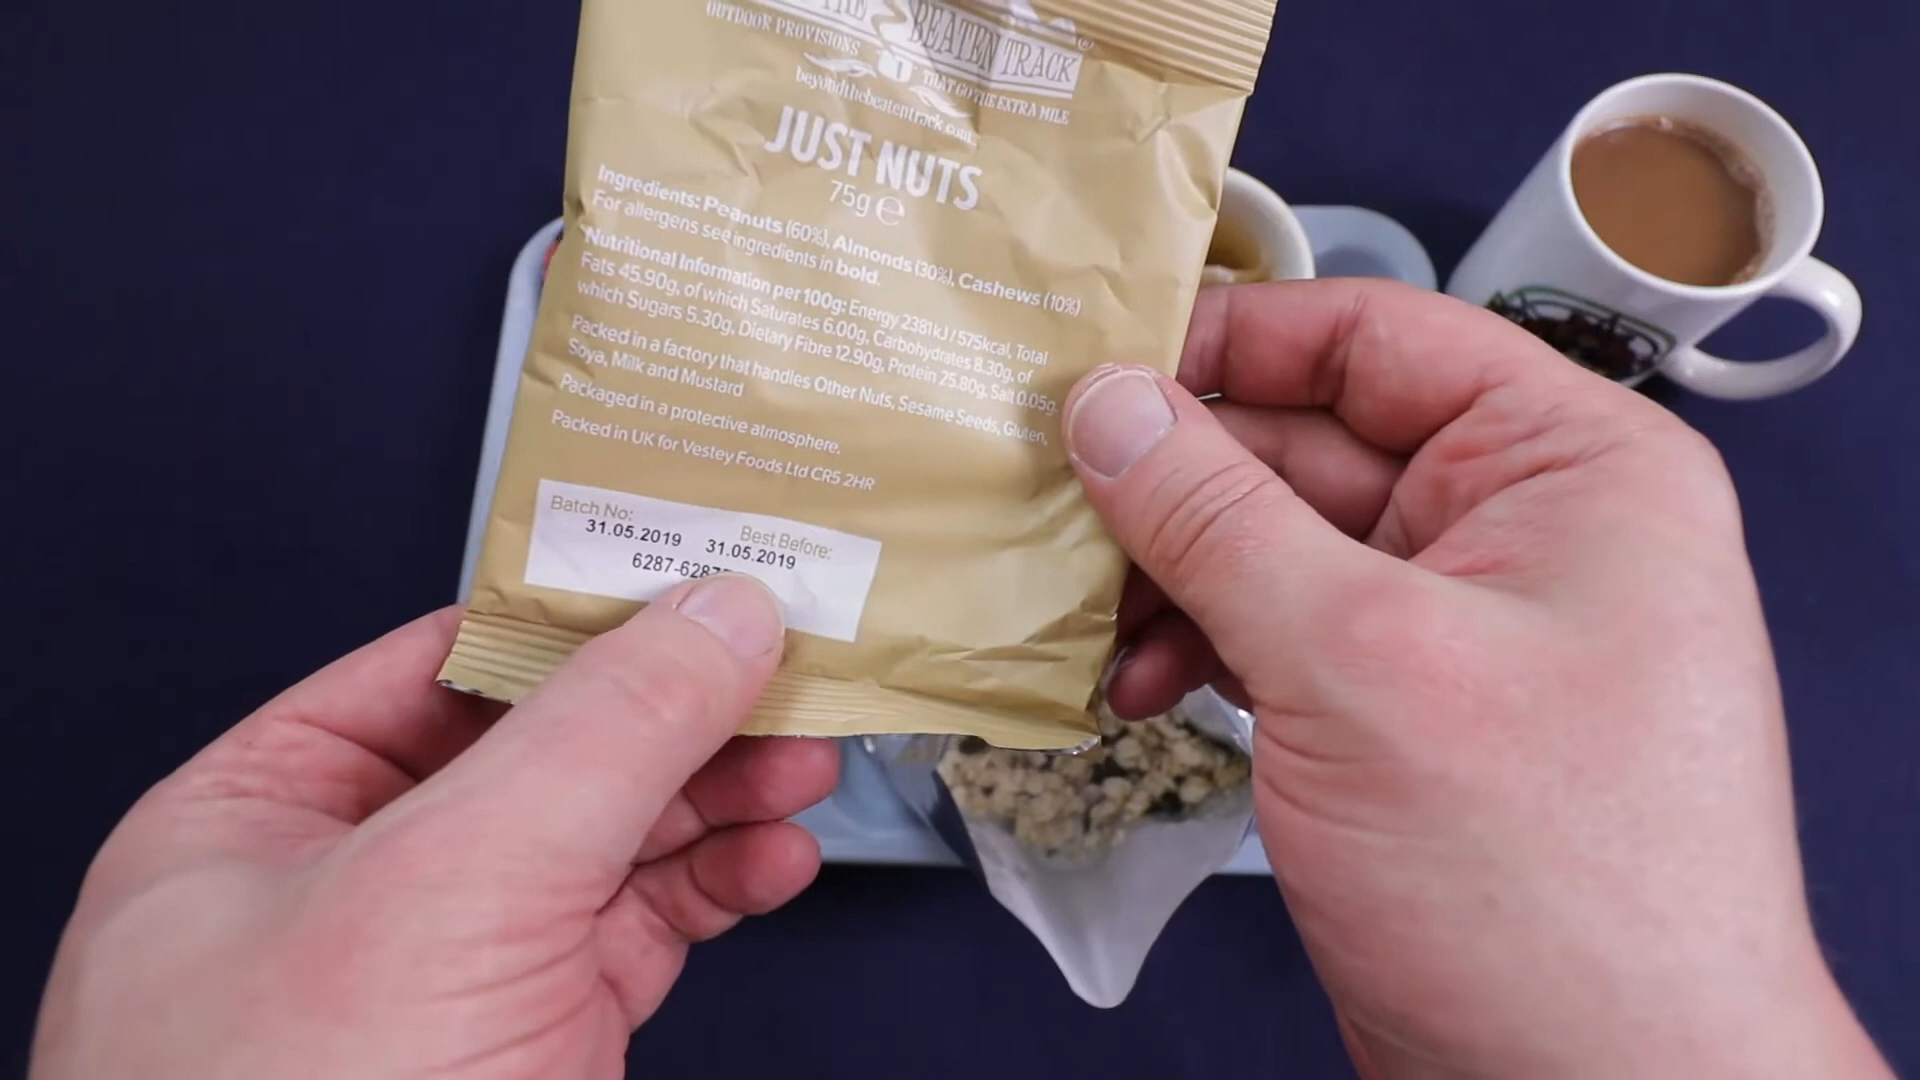 THE BEATEN TRACK®
OUTDOOR PROVISIONS THAT GO THE EXTRA MILE
beyondthebeatentrack.com
JUST NUTS
75g ℮
Ingredients: Peanuts (60%), Almonds (30%), Cashews (10%)
For allergens see ingredients in bold.
Nutritional Information per 100g: Energy 2381kJ / 575kcal, Total
Fats 45.90g, of which Saturates 6.00g, Carbohydrates 8.30g, of
which Sugars 5.30g, Dietary Fibre 12.90g, Protein 25.80g, Salt 0.05g.
Packed in a factory that handles Other Nuts, Sesame Seeds, Gluten,
Soya, Milk and Mustard
Packaged in a protective atmosphere.
Packed in UK for Vestey Foods Ltd CR5 2HR
Batch No: Best Before:
31.05.2019 31.05.2019
6287-6287